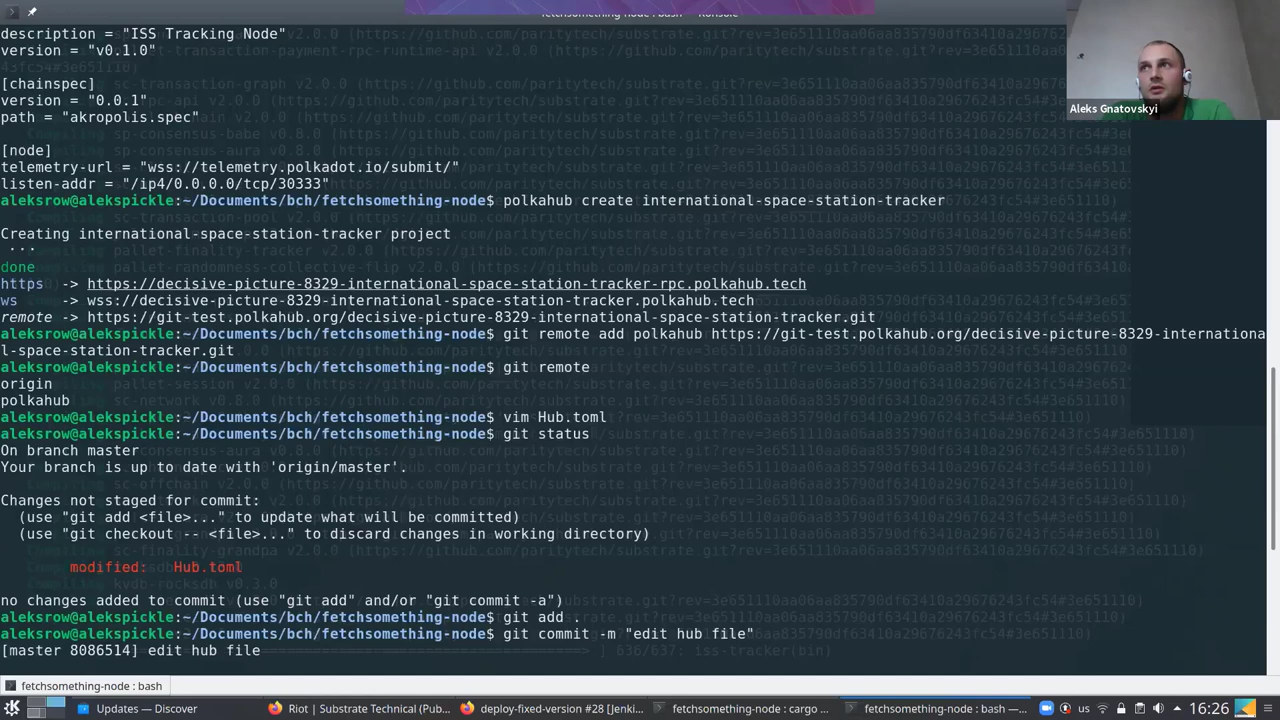 fetchsomething-node : bash — Konsole
description = "ISS Tracking Node"
version = "v0.1.0"
[chainspec]
version = "0.0.1"
path = "akropolis.spec"
Aleks Gnatovskyi
[node]
telemetry-url = "wss://telemetry.polkadot.io/submit/"
listen-addr = "/ip4/0.0.0.0/tcp/30333"
aleksrow@alekspickle:~/Documents/bch/fetchsomething-node$ polkahub create international-space-station-tracker
Creating international-space-station-tracker project
...
done
https -> https://decisive-picture-8329-international-space-station-tracker-rpc.polkahub.tech
ws -> wss://decisive-picture-8329-international-space-station-tracker.polkahub.tech
remote -> https://git-test.polkahub.org/decisive-picture-8329-international-space-station-tracker.git
aleksrow@alekspickle:~/Documents/bch/fetchsomething-node$ git remote add polkahub https://git-test.polkahub.org/decisive-picture-8329-internationa
l-space-station-tracker.git
aleksrow@alekspickle:~/Documents/bch/fetchsomething-node$ git remote
origin
polkahub
aleksrow@alekspickle:~/Documents/bch/fetchsomething-node$ vim Hub.toml
aleksrow@alekspickle:~/Documents/bch/fetchsomething-node$ git status
On branch master
Your branch is up to date with 'origin/master'.
Changes not staged for commit:
(use "git add <file>..." to update what will be committed)
(use "git checkout -- <file>..." to discard changes in working directory)
modified: Hub.toml
no changes added to commit (use "git add" and/or "git commit -a")
aleksrow@alekspickle:~/Documents/bch/fetchsomething-node$ git add .
aleksrow@alekspickle:~/Documents/bch/fetchsomething-node$ git commit -m "edit hub file"
[master 8086514] edit hub file
] 636/637: iss-tracker(bin)
fetchsomething-node : bash
Updates — Discover
Riot | Substrate Technical (Pub...
deploy-fixed-version #28 [Jenki...
fetchsomething-node : cargo ...
fetchsomething-node : bash —...
us
16:26